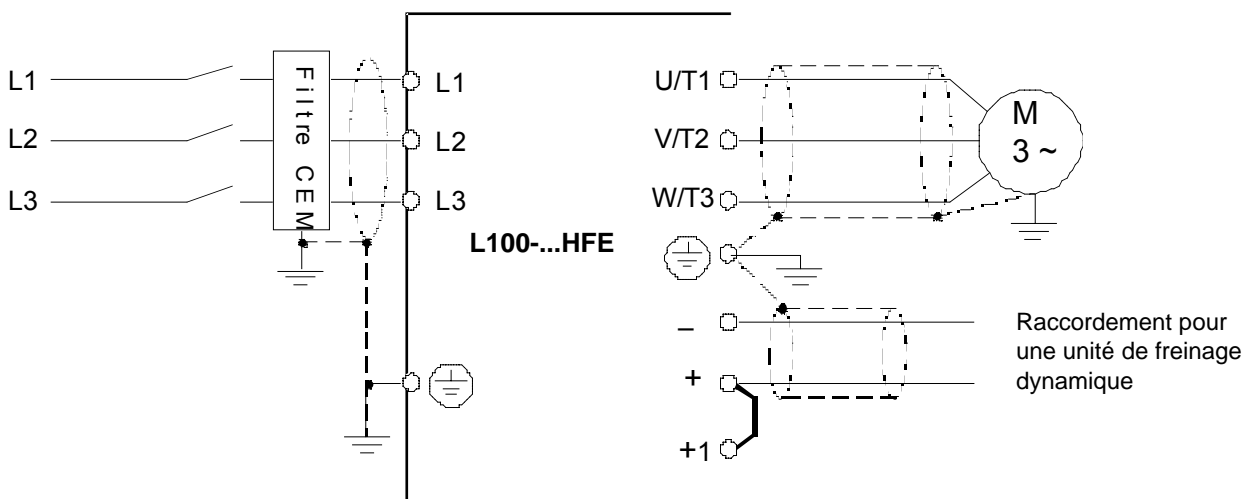 L1
L2
L3
Filtre CEM
L1
L2
L3
L100-...HFE
U/T1
V/T2
W/T3
M
3 ~
–
+
+1
Raccordement pour
une unité de freinage
dynamique